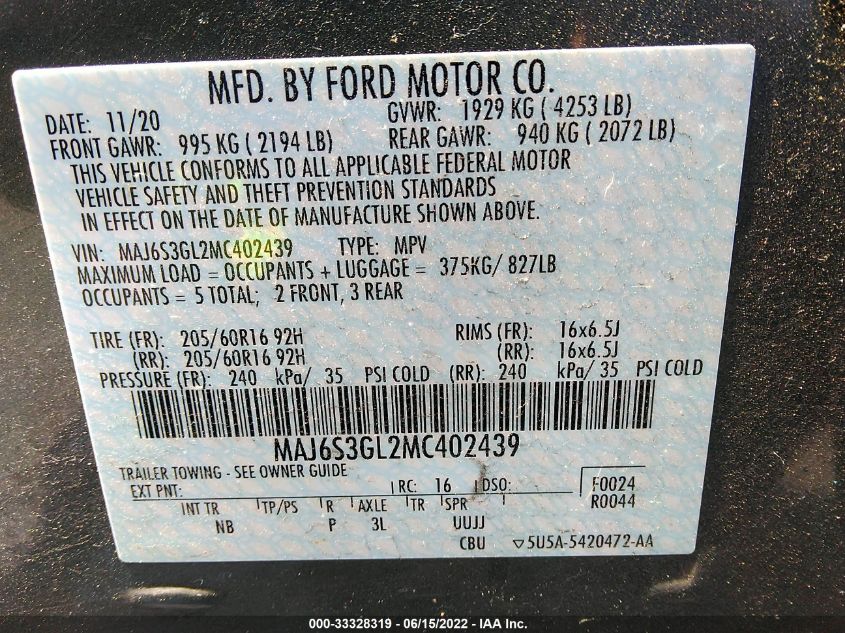 MFD. BY FORD MOTOR CO.
DATE: 11/20 GVWR: 1929 KG ( 4253 LB)
FRONT GAWR: 995 KG ( 2194 LB) REAR GAWR: 940 KG ( 2072 LB)
THIS VEHICLE CONFORMS TO ALL APPLICABLE FEDERAL MOTOR
VEHICLE SAFETY AND THEFT PREVENTION STANDARDS
IN EFFECT ON THE DATE OF MANUFACTURE SHOWN ABOVE.
VIN: MAJ6S3GL2MC402439 TYPE: MPV
MAXIMUM LOAD = OCCUPANTS + LUGGAGE = 375KG/ 827LB
OCCUPANTS = 5 TOTAL; 2 FRONT, 3 REAR
TIRE (FR): 205/60R16 92H RIMS (FR): 16x6.5J
(RR): 205/60R16 92H (RR): 16x6.5J
PRESSURE (FR): 240 kPa/ 35 PSI COLD (RR): 240 kPa/ 35 PSI COLD
MAJ6S3GL2MC402439
TRAILER TOWING - SEE OWNER GUIDE
EXT PNT: RC: 16 DSO: F0024
R0044
INT TR TP/PS R AXLE TR SPR
NB P 3L UUJJ
CBU ▽5U5A-5420472-AA
000-33328319 - 06/15/2022 - IAA Inc.